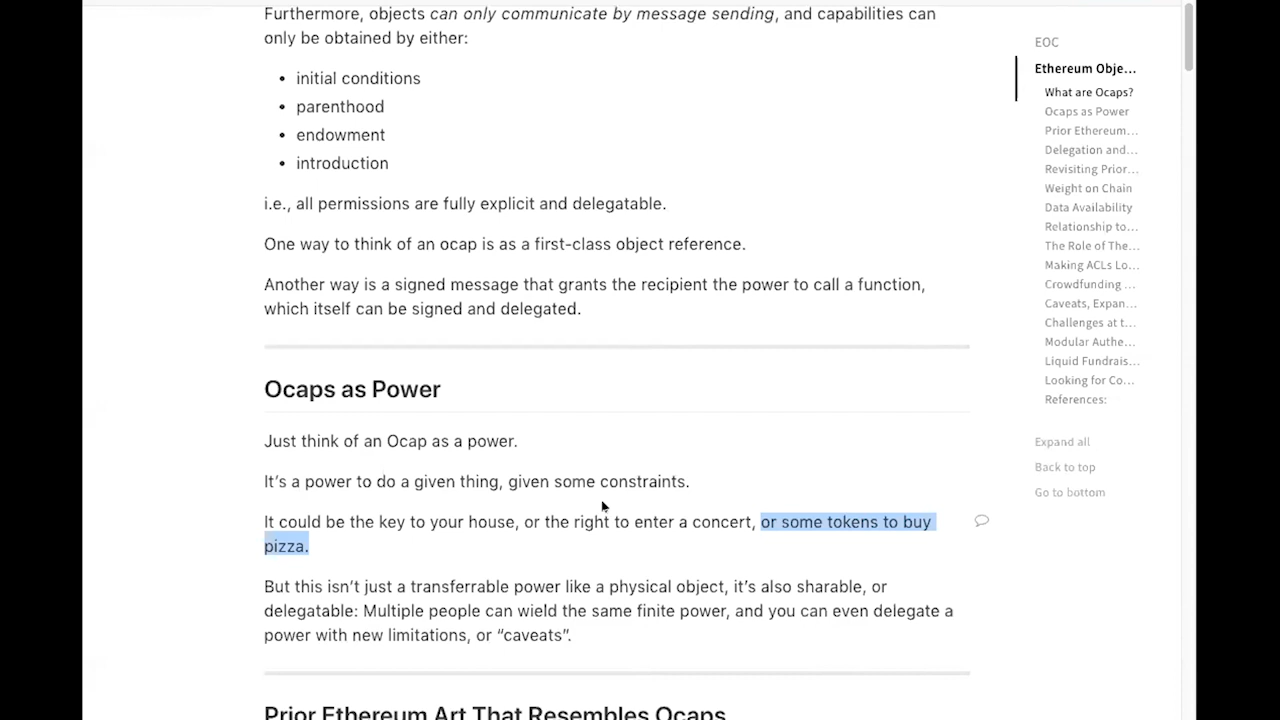 Furthermore, objects can only communicate by message sending, and capabilities can
only be obtained by either:
• initial conditions
• parenthood
• endowment
• introduction
i.e., all permissions are fully explicit and delegatable.
One way to think of an ocap is as a first-class object reference.
Another way is a signed message that grants the recipient the power to call a function,
which itself can be signed and delegated.
Ocaps as Power
Just think of an Ocap as a power.
It's a power to do a given thing, given some constraints.
It could be the key to your house, or the right to enter a concert, or some tokens to buy
pizza.
But this isn't just a transferrable power like a physical object, it's also sharable, or
delegatable: Multiple people can wield the same finite power, and you can even delegate a
power with new limitations, or “caveats”.
Prior Ethereum Art That Resembles Ocaps
EOC
Ethereum Obje...
What are Ocaps?
Ocaps as Power
Prior Ethereum...
Delegation and...
Revisiting Prior...
Weight on Chain
Data Availability
Relationship to...
The Role of The...
Making ACLs Lo...
Crowdfunding ...
Caveats, Expan...
Challenges at t...
Modular Authe...
Liquid Fundrais...
Looking for Co...
References:
Expand all
Back to top
Go to bottom